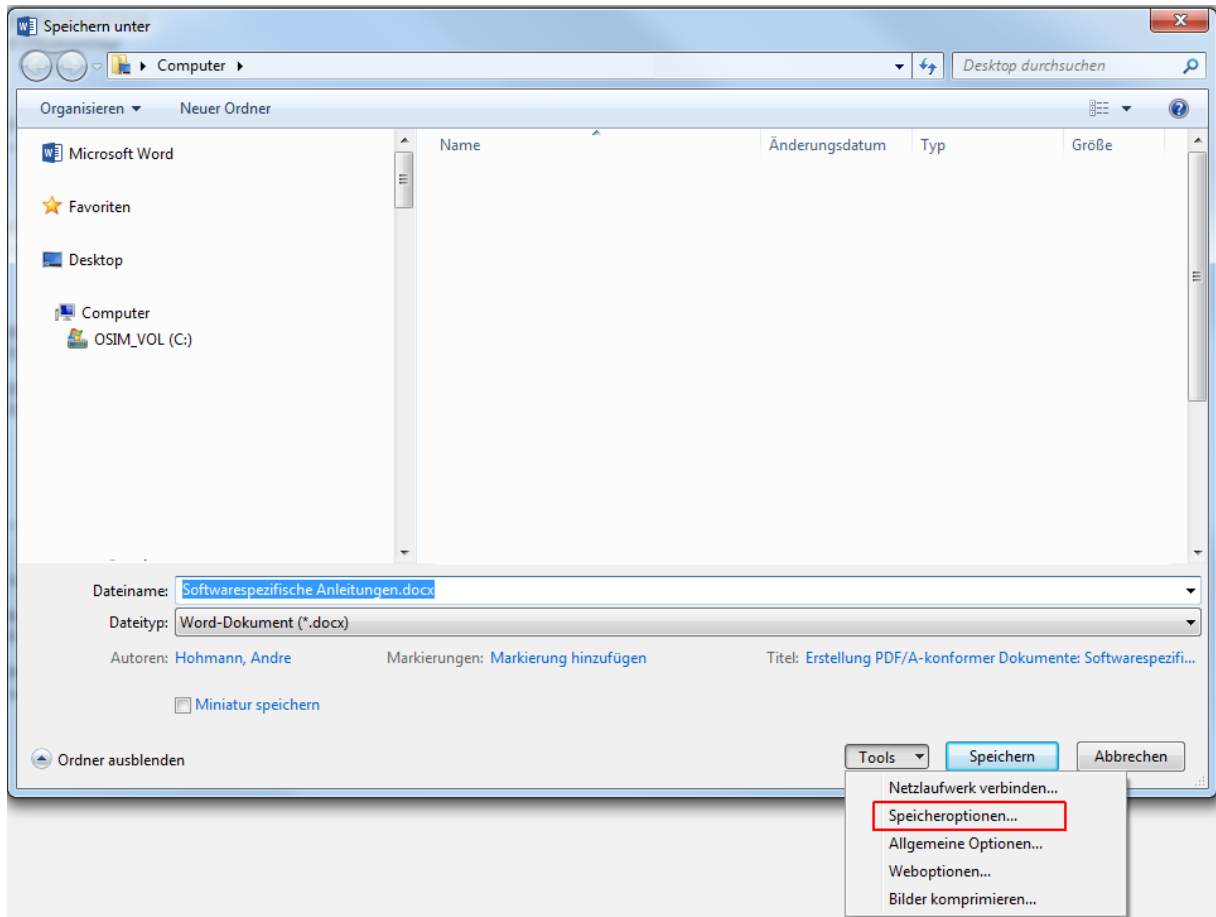 Speichern unter
Computer
Desktop durchsuchen
Organisieren
Neuer Ordner
Microsoft Word
Favoriten
Desktop
Computer
OSIM_VOL (C:)
Name
Änderungsdatum
Typ
Größe
Dateiname: Softwarespezifische Anleitungen.docx
Dateityp: Word-Dokument (*.docx)
Autoren: Hohmann, Andre
Markierungen: Markierung hinzufügen
Titel: Erstellung PDF/A-konformer Dokumente: Softwarespezifi...
Miniatur speichern
Ordner ausblenden
Tools
Speichern
Abbrechen
Netzlaufwerk verbinden...
Speicheroptionen...
Allgemeine Optionen...
Weboptionen...
Bilder komprimieren...